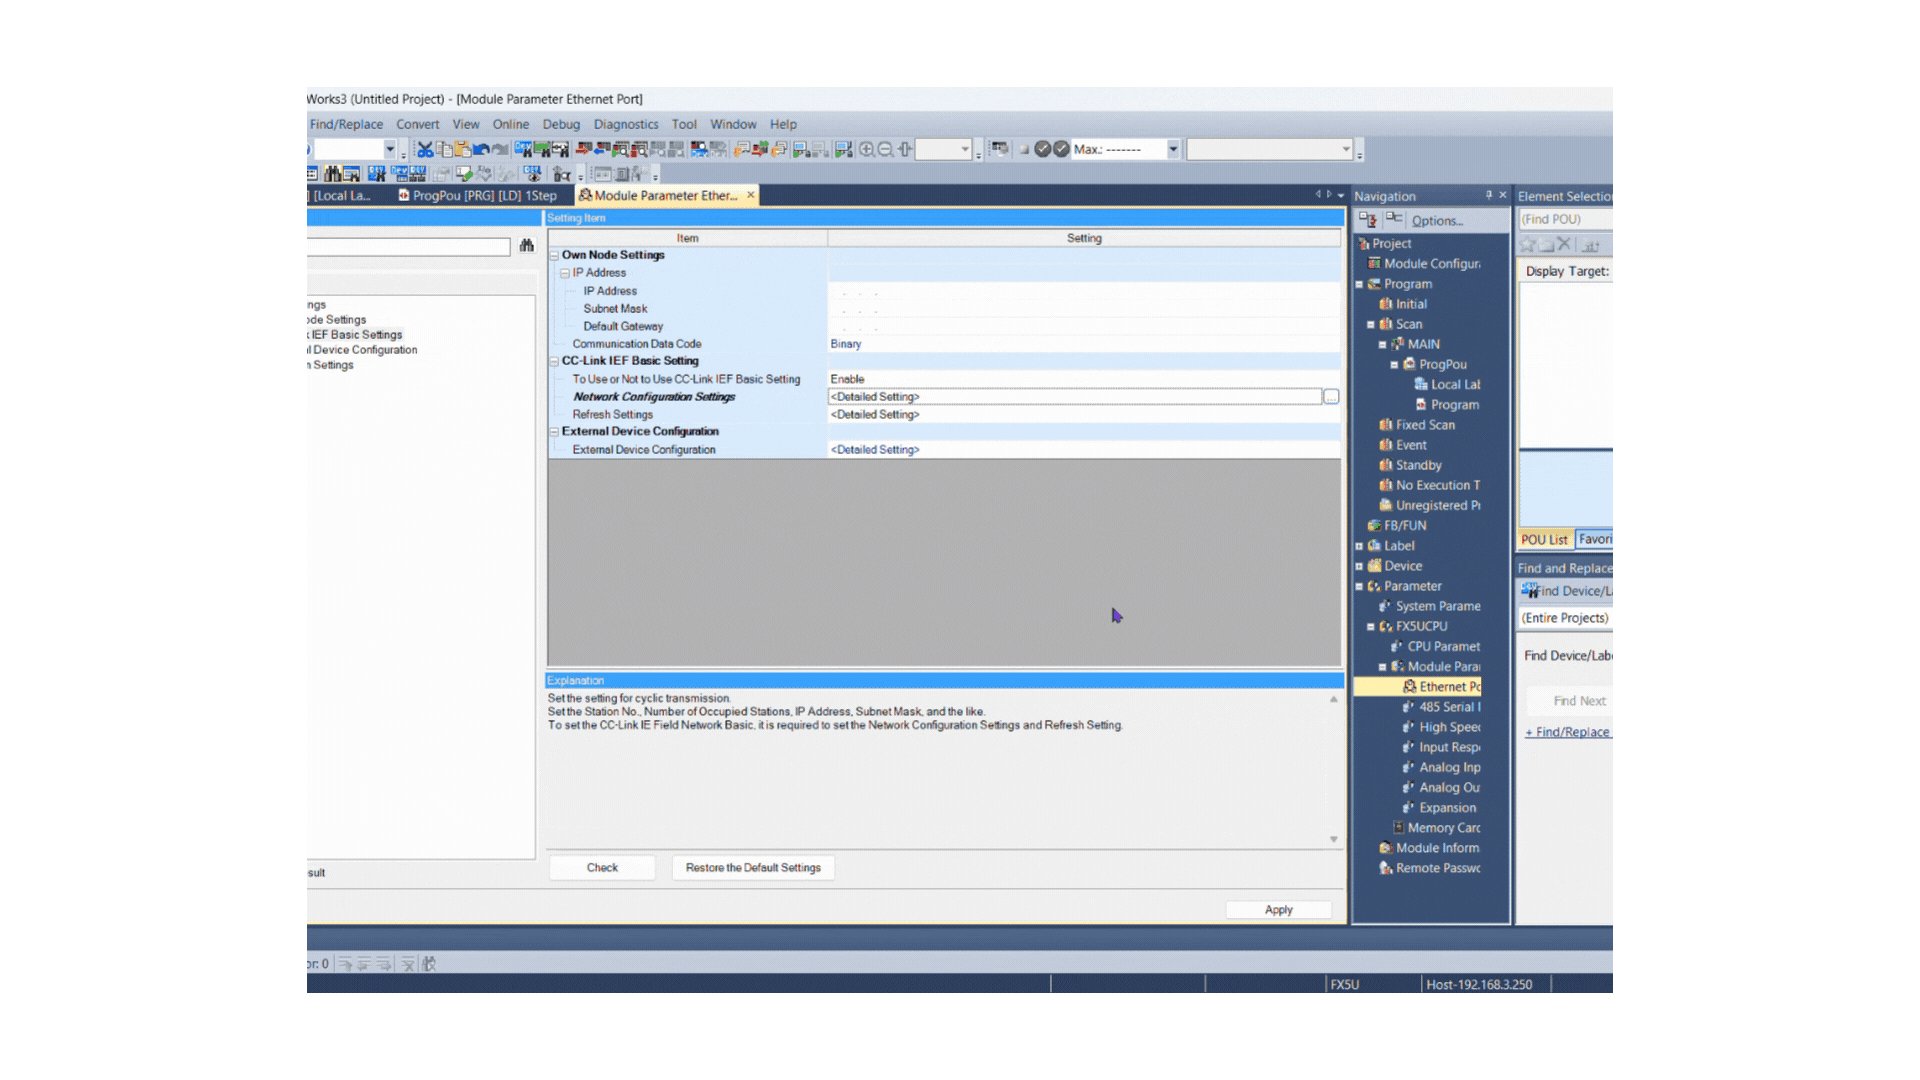 Works3 (Untitled Project) - [Module Parameter Ethernet Port]
Find/Replace Convert View Online Debug Diagnostics Tool Window Help
Max.: -------
[Local La... ProgPou [PRG] [LD] 1Step Module Parameter Ether...
Setting Item
Item Setting
Own Node Settings
IP Address
IP Address . . .
Subnet Mask . . .
Default Gateway . . .
Communication Data Code Binary
CC-Link IEF Basic Setting
To Use or Not to Use CC-Link IEF Basic Setting Enable
Network Configuration Settings <Detailed Setting> ...
Refresh Settings <Detailed Setting>
External Device Configuration
External Device Configuration <Detailed Setting>
ngs
ode Settings
IEF Basic Settings
l Device Configuration
n Settings
sult
Explanation
Set the setting for cyclic transmission.
Set the Station No., Number of Occupied Stations, IP Address, Subnet Mask, and the like.
To set the CC-Link IE Field Network Basic, it is required to set the Network Configuration Settings and Refresh Setting.
Check Restore the Default Settings
Apply
Navigation
Options...
Project
Module Configur
Program
Initial
Scan
MAIN
ProgPou
Local Lal
Program
Fixed Scan
Event
Standby
No Execution T
Unregistered P
FB/FUN
Label
Device
Parameter
System Parame
FX5UCPU
CPU Paramet
Module Para
Ethernet Po
485 Serial
High Speed
Input Resp
Analog Inp
Analog Ou
Expansion
Memory Card
Module Inform
Remote Passwo
Element Selection
(Find POU)
Display Target:
POU List Favori
Find and Replace
Find Device/La
(Entire Projects)
Find Device/Labe
Find Next
+ Find/Replace
or: 0
FX5U Host-192.168.3.250